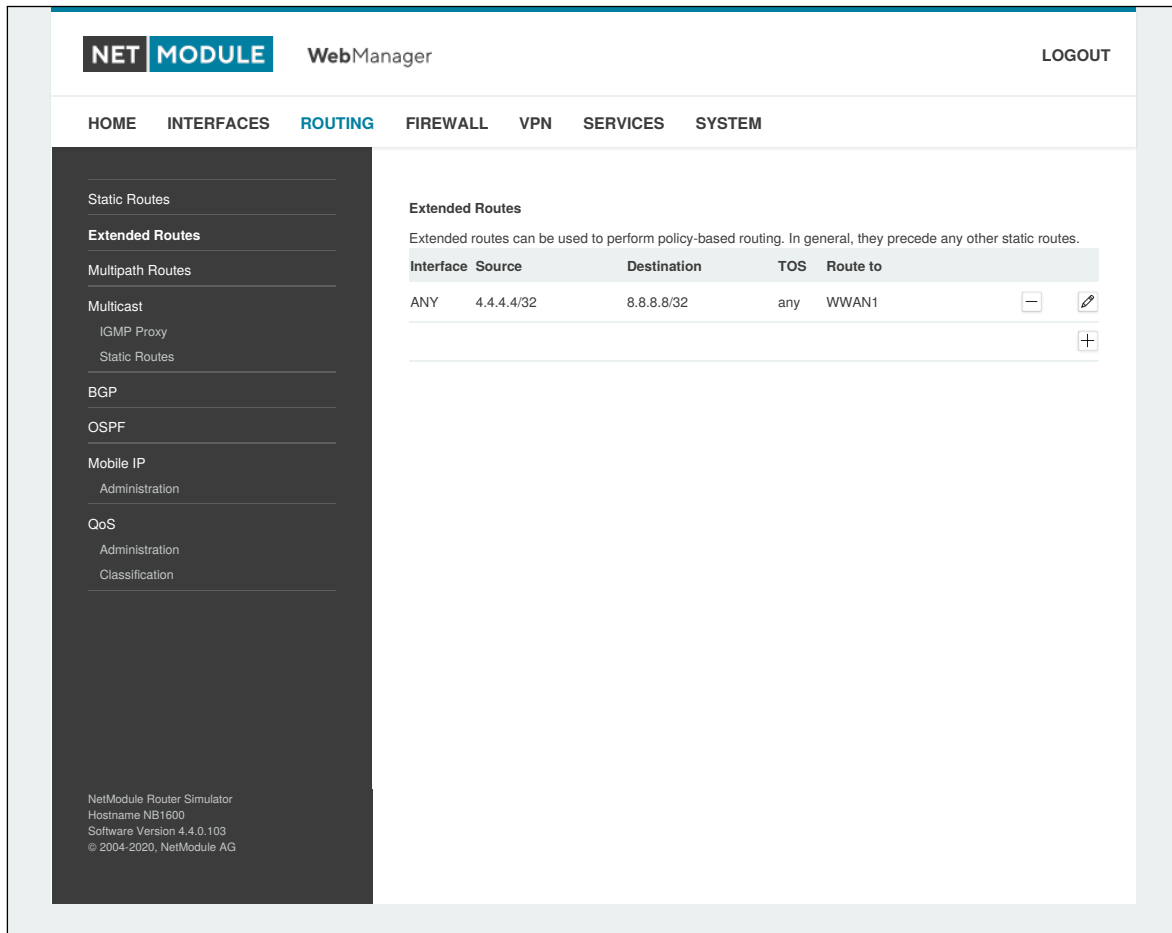 NET MODULE WebManager LOGOUT
HOME INTERFACES ROUTING FIREWALL VPN SERVICES SYSTEM
Static Routes
Extended Routes
Multipath Routes
Multicast
IGMP Proxy
Static Routes
BGP
OSPF
Mobile IP
Administration
QoS
Administration
Classification
NetModule Router Simulator
Hostname NB1600
Software Version 4.4.0.103
© 2004-2020, NetModule AG
Extended Routes
Extended routes can be used to perform policy-based routing. In general, they precede any other static routes.
Interface Source Destination TOS Route to
ANY 4.4.4.4/32 8.8.8.8/32 any WWAN1